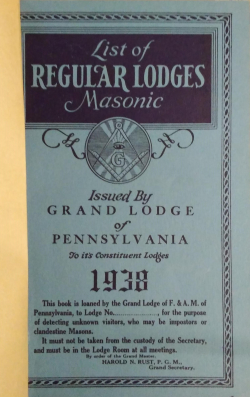 List of
REGULAR LODGES
Masonic
G
Issued By
GRAND LODGE
of
PENNSYLVANIA
To its Constituent Lodges
1938
This book is loaned by the Grand Lodge of F. & A. M. of
Pennsylvania, to Lodge No. , for the purpose
of detecting unknown visitors, who may be impostors or
clandestine Masons.
It must not be taken from the custody of the Secretary,
and must be in the Lodge Room at all meetings.
By order of the Grand Master.
HAROLD N. RUST, P. G. M.,
Grand Secretary.